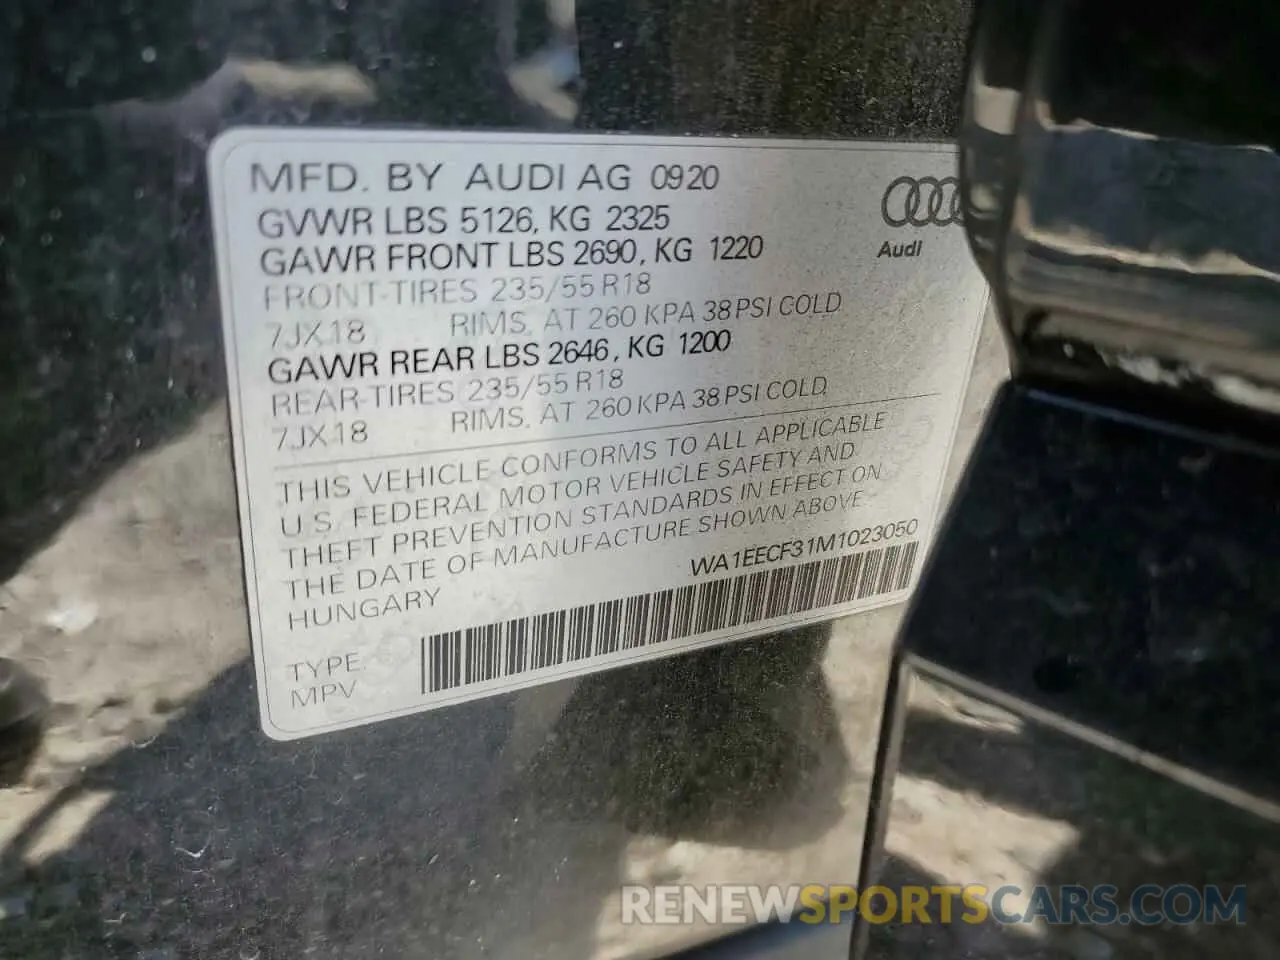 MFD. BY AUDI AG 0920
GVWR LBS 5126, KG 2325
GAWR FRONT LBS 2690, KG 1220
FRONT-TIRES 235/55 R18
7JX18 RIMS, AT 260 KPA 38 PSI COLD
GAWR REAR LBS 2646, KG 1200
REAR-TIRES 235/55 R18
7JX18 RIMS, AT 260 KPA 38 PSI COLD
Audi
THIS VEHICLE CONFORMS TO ALL APPLICABLE
U.S. FEDERAL MOTOR VEHICLE SAFETY AND
THEFT PREVENTION STANDARDS IN EFFECT ON
THE DATE OF MANUFACTURE SHOWN ABOVE
HUNGARY
WA1EECF31M1023050
TYPE:
MPV
RENEWSPORTSCARS.COM